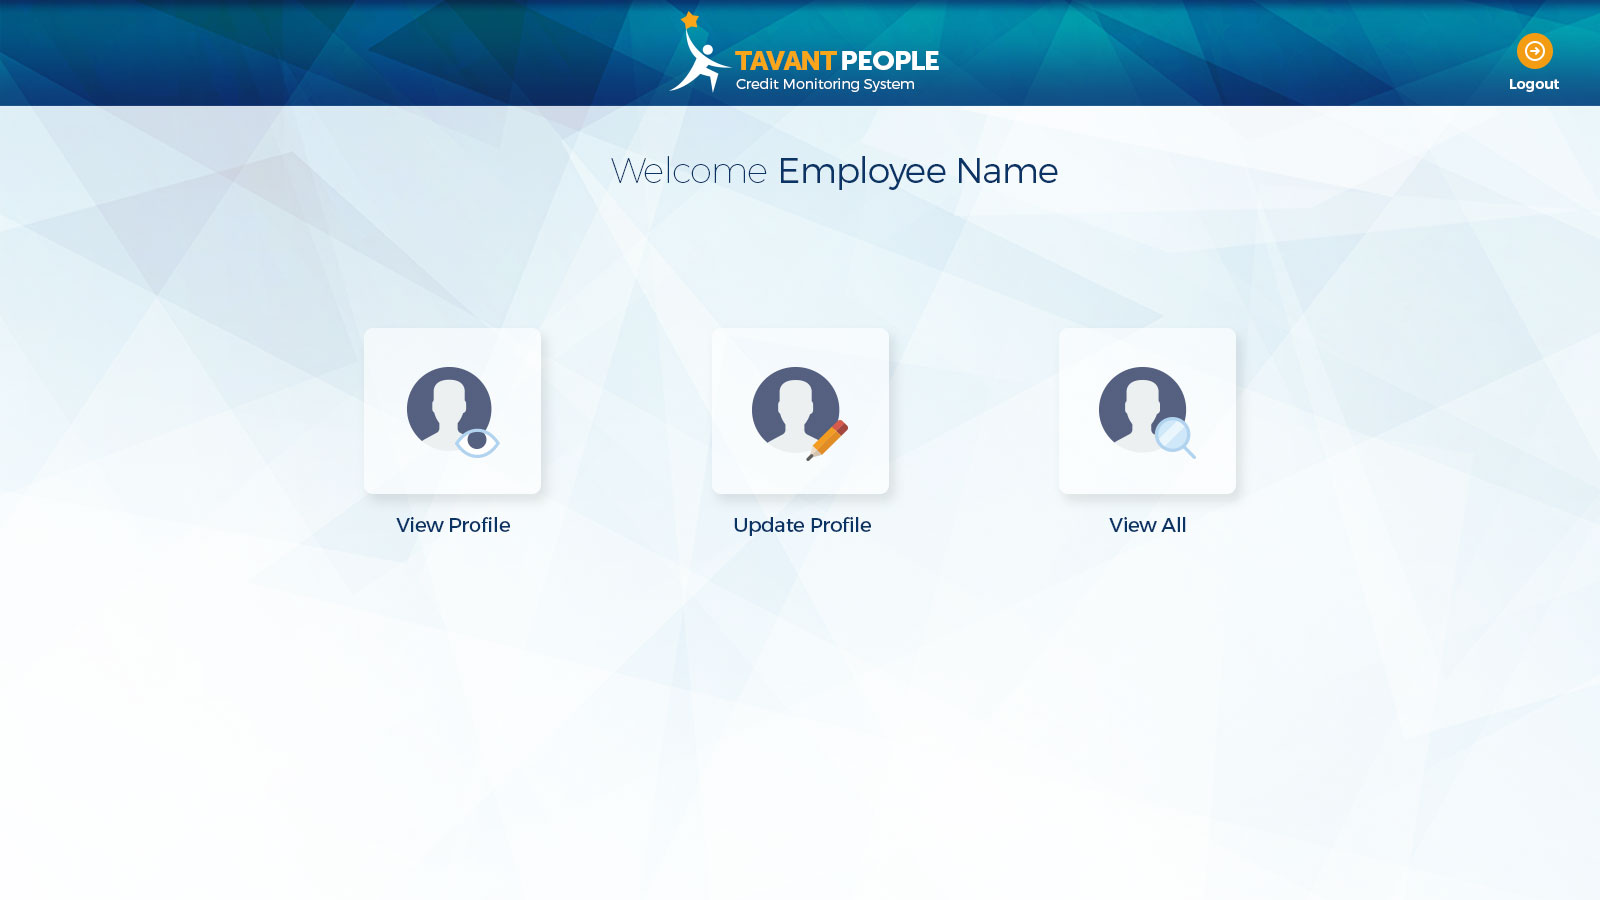 TAVANT PEOPLE
Credit Monitoring System
Logout
Welcome Employee Name
View Profile
Update Profile
View All